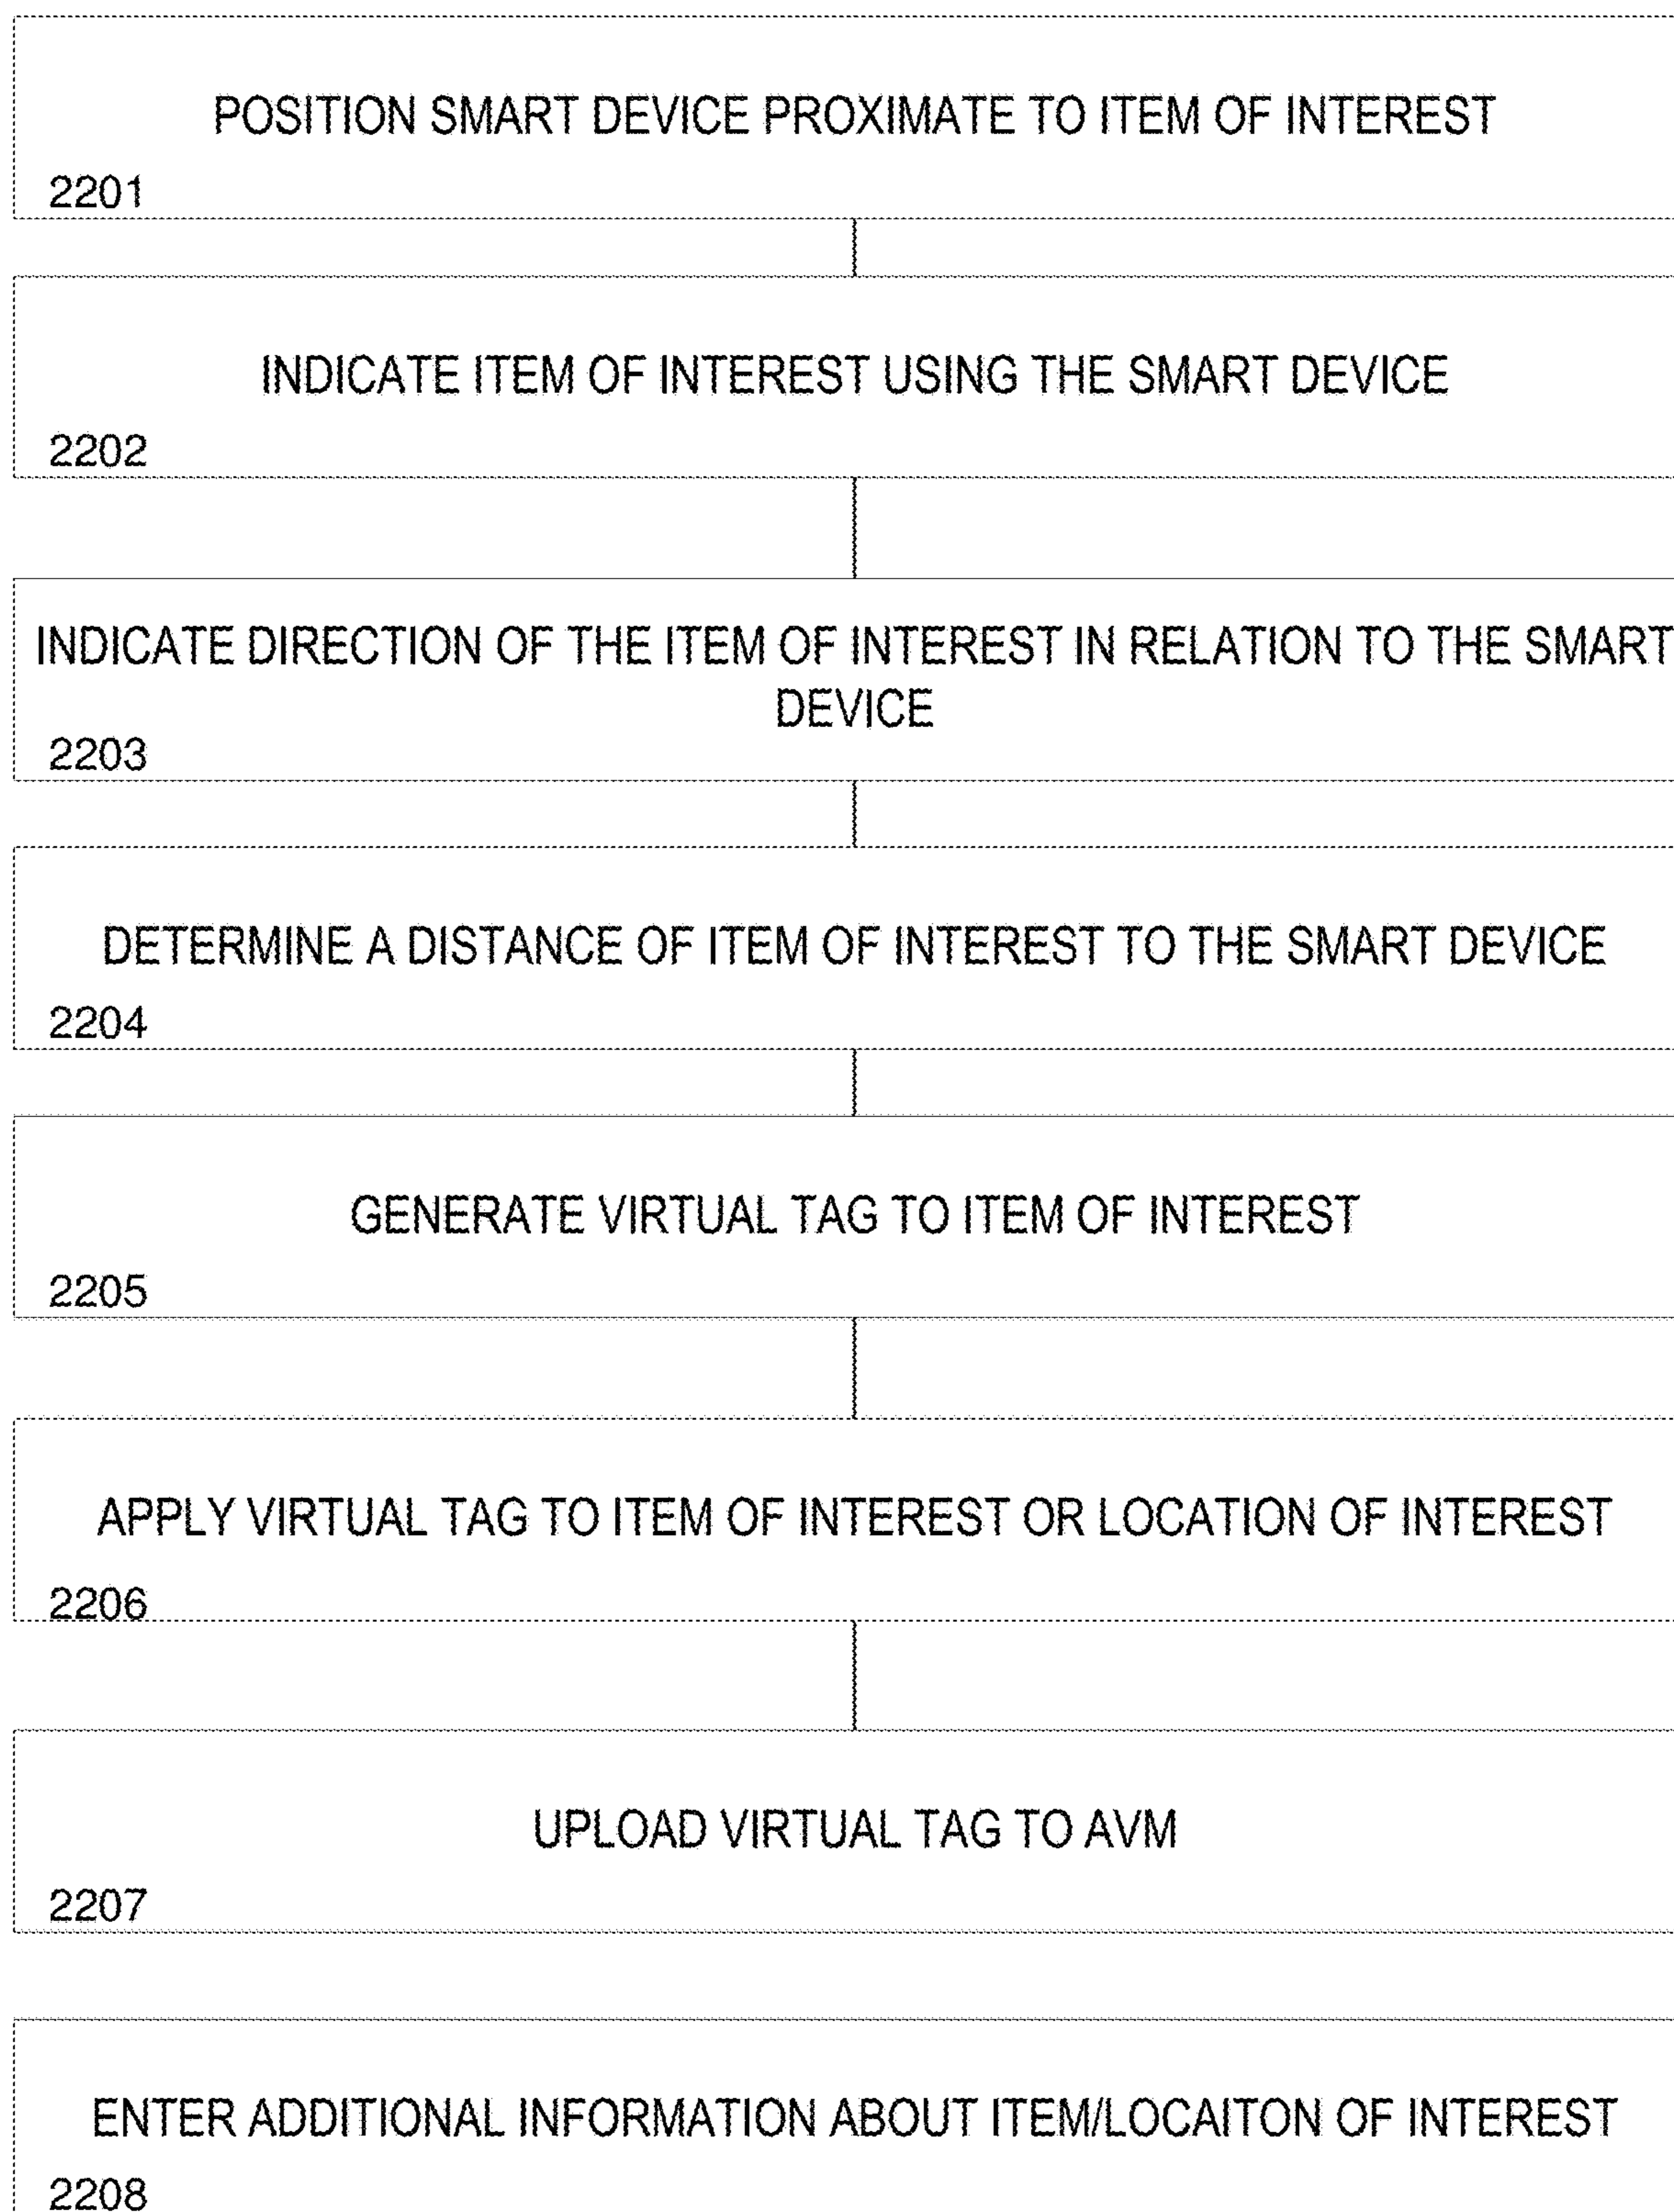 POSITION SMART DEVICE PROXIMATE TO ITEM OF INTEREST
2201
INDICATE ITEM OF INTEREST USING THE SMART DEVICE
2202
INDICATE DIRECTION OF THE ITEM OF INTEREST IN RELATION TO THE SMART
DEVICE
2203
DETERMINE A DISTANCE OF ITEM OF INTEREST TO THE SMART DEVICE
2204
GENERATE VIRTUAL TAG TO ITEM OF INTEREST
2205
APPLY VIRTUAL TAG TO ITEM OF INTEREST OR LOCATION OF INTEREST
2206
UPLOAD VIRTUAL TAG TO AVM
2207
ENTER ADDITIONAL INFORMATION ABOUT ITEM/LOCAITON OF INTEREST
2208